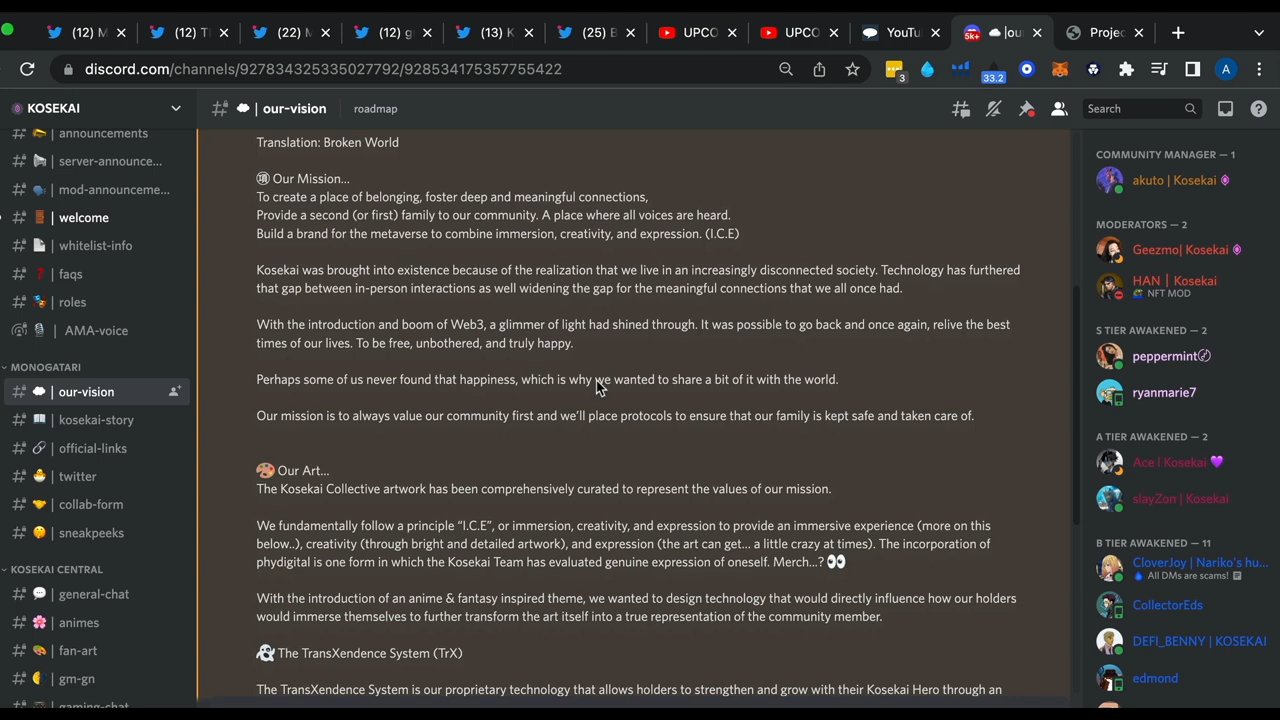 (12) M
(12) Tl
(22) M
(12) g
(13) K
(25) B
UPCO
UPCO
YouTu
5k+
|ou
Projec
discord.com/channels/927834325335027792/928534175357755422
3
33.2
A
KOSEKAI
| our-vision
roadmap
Search
| announcements
| server-announce...
| mod-announceme...
| welcome
| whitelist-info
| faqs
| roles
| AMA-voice
MONOGATARI
| our-vision
| kosekai-story
| official-links
| twitter
| collab-form
| sneakpeeks
KOSEKAI CENTRAL
| general-chat
| animes
| fan-art
| gm-gn
| gaming-chat
Translation: Broken World
Our Mission...
To create a place of belonging, foster deep and meaningful connections,
Provide a second (or first) family to our community. A place where all voices are heard.
Build a brand for the metaverse to combine immersion, creativity, and expression. (I.C.E)
Kosekai was brought into existence because of the realization that we live in an increasingly disconnected society. Technology has furthered
that gap between in-person interactions as well widening the gap for the meaningful connections that we all once had.
With the introduction and boom of Web3, a glimmer of light had shined through. It was possible to go back and once again, relive the best
times of our lives. To be free, unbothered, and truly happy.
Perhaps some of us never found that happiness, which is why we wanted to share a bit of it with the world.
Our mission is to always value our community first and we'll place protocols to ensure that our family is kept safe and taken care of.
Our Art...
The Kosekai Collective artwork has been comprehensively curated to represent the values of our mission.
We fundamentally follow a principle “I.C.E”, or immersion, creativity, and expression to provide an immersive experience (more on this
below..), creativity (through bright and detailed artwork), and expression (the art can get... a little crazy at times). The incorporation of
phydigital is one form in which the Kosekai Team has evaluated genuine expression of oneself. Merch...?
With the introduction of an anime & fantasy inspired theme, we wanted to design technology that would directly influence how our holders
would immerse themselves to further transform the art itself into a true representation of the community member.
The TransXendence System (TrX)
The TransXendence System is our proprietary technology that allows holders to strengthen and grow with their Kosekai Hero through an
COMMUNITY MANAGER — 1
akuto | Kosekai
MODERATORS — 2
Geezmo| Kosekai
HAN | Kosekai
NFT MOD
S TIER AWAKENED — 2
peppermint
ryanmarie7
A TIER AWAKENED — 2
Ace | Kosekai
slayZon | Kosekai
B TIER AWAKENED — 11
CloverJoy | Nariko's hu...
All DMs are scams!
CollectorEds
DEFI_BENNY | KOSEKAI
edmond